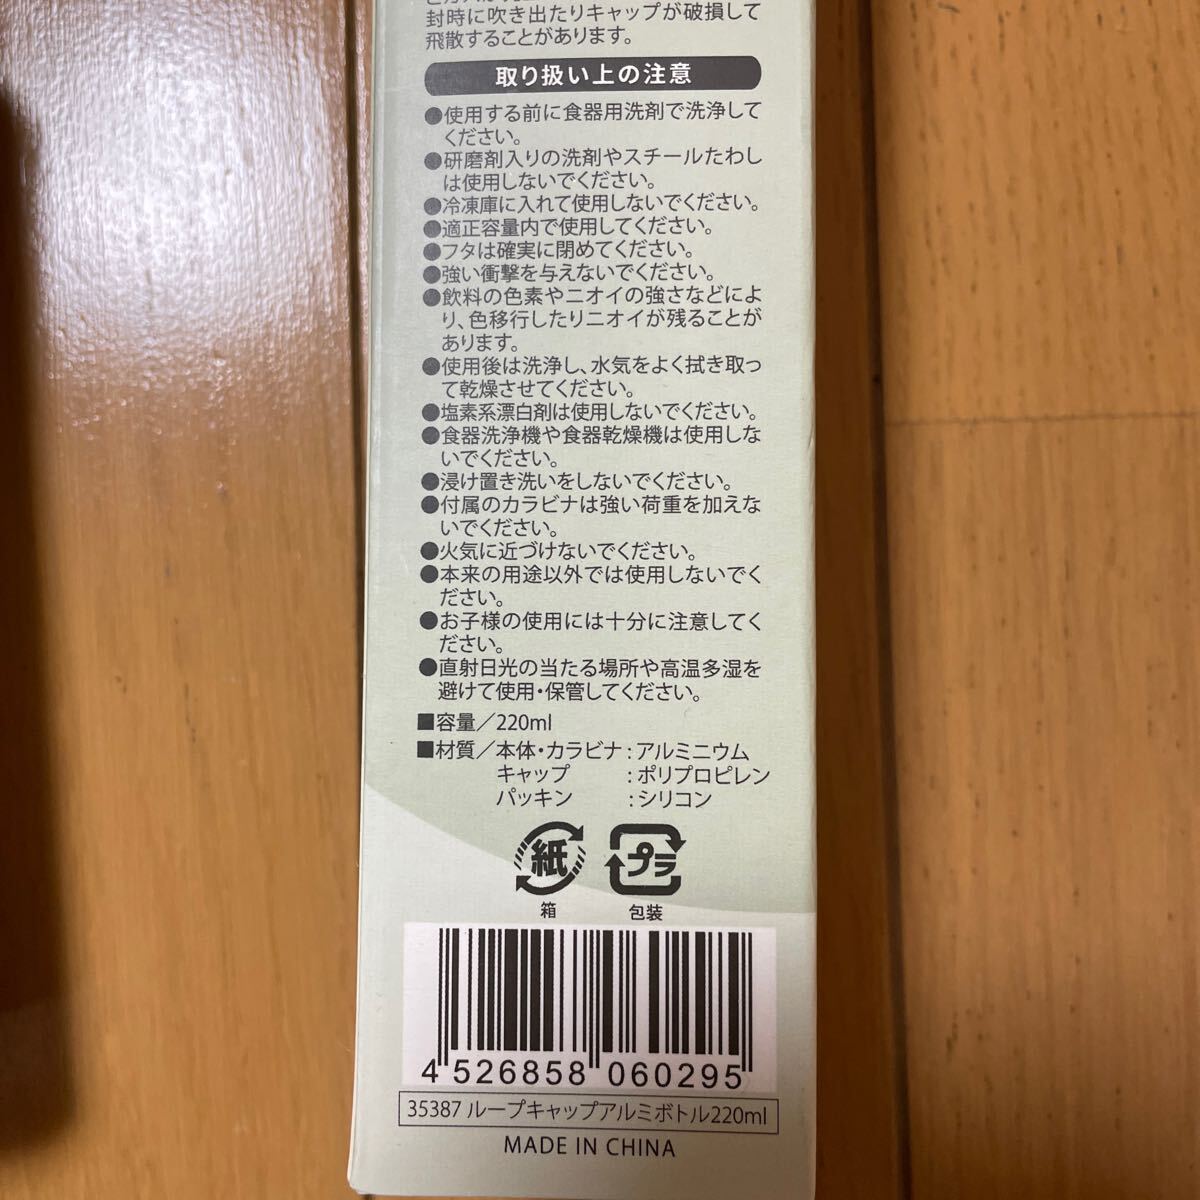 封時に吹き出たりキャップが破損して
飛散することがあります。
取り扱い上の注意
●使用する前に食器用洗剤で洗浄して
ください。
●研磨剤入りの洗剤やスチールたわし
は使用しないでください。
●冷凍庫に入れて使用しないでください。
●適正容量内で使用してください。
●フタは確実に閉めてください。
●強い衝撃を与えないでください。
●飲料の色素やニオイの強さなどによ
り、色移行したりニオイが残ることが
あります。
●使用後は洗浄し、水気をよく拭き取っ
て乾燥させてください。
●塩素系漂白剤は使用しないでください。
●食器洗浄機や食器乾燥機は使用しな
いでください。
●浸け置き洗いをしないでください。
●付属のカラビナは強い荷重を加えな
いでください。
●火気に近づけないでください。
●本来の用途以外では使用しないでく
ださい。
●お子様の使用には十分に注意してく
ださい。
●直射日光の当たる場所や高温多湿を
避けて使用・保管してください。
■容量／220ml
■材質／本体・カラビナ：アルミニウム
キャップ ：ポリプロピレン
パッキン ：シリコン
紙 プラ
箱 包装
4 526858 060295
35387 ループキャップアルミボトル220ml
MADE IN CHINA